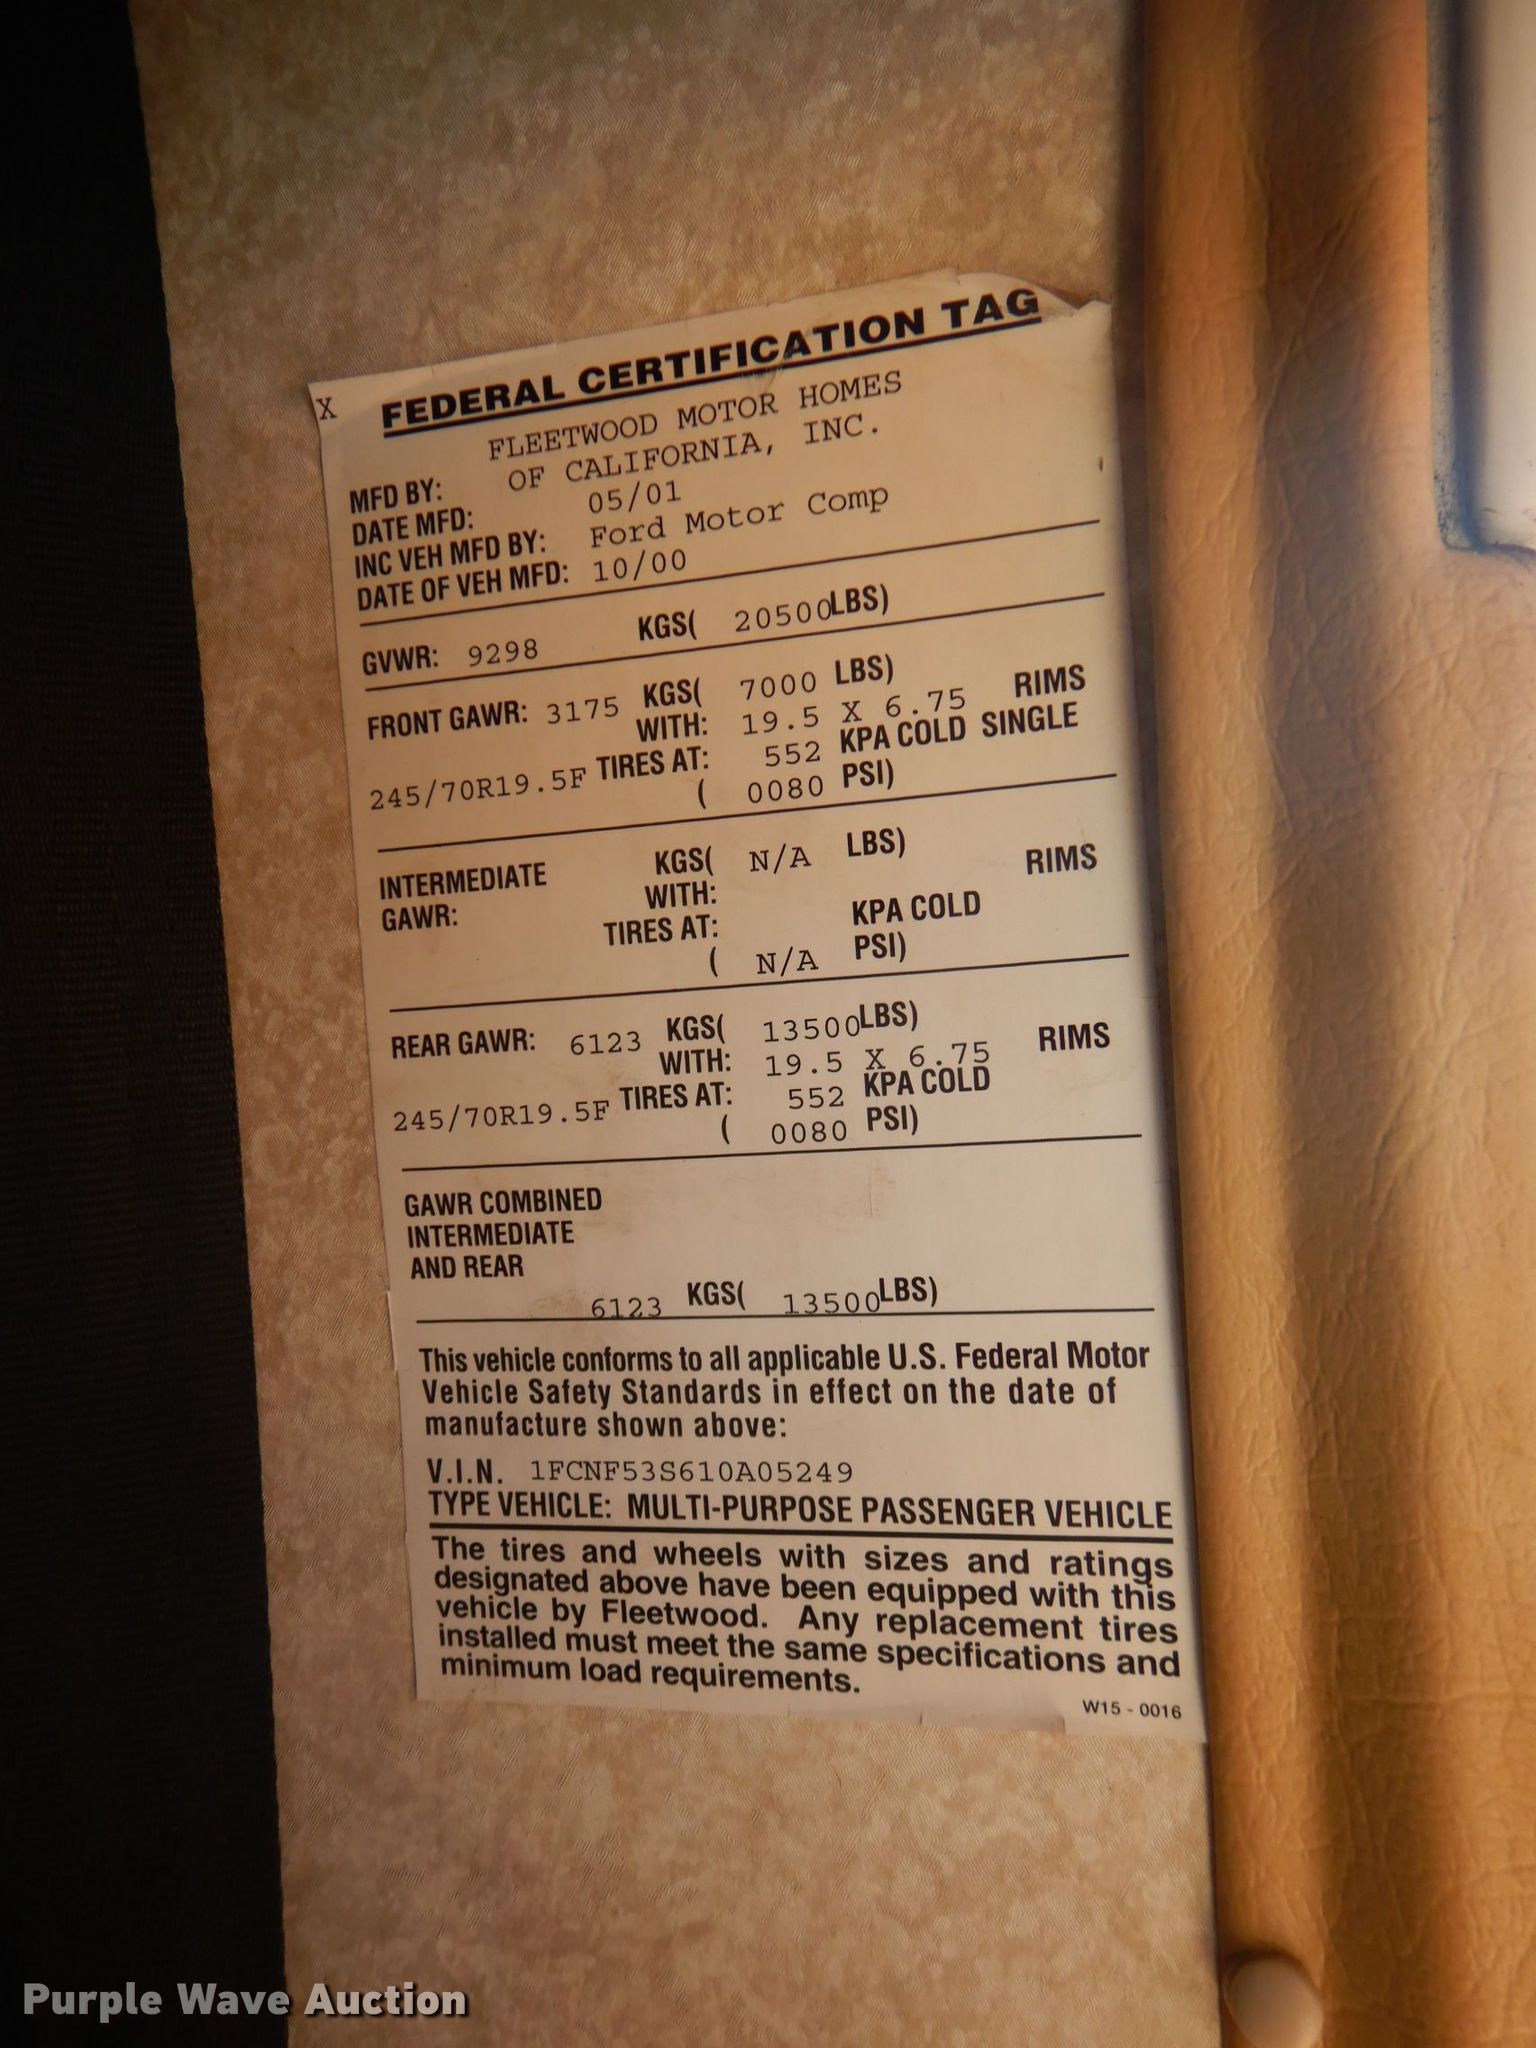 X FEDERAL CERTIFICATION TAG
FLEETWOOD MOTOR HOMES
MFD BY: OF CALIFORNIA, INC.
DATE MFD: 05/01
INC VEH MFD BY: Ford Motor Comp
DATE OF VEH MFD: 10/00
GVWR: 9298 KGS( 20500LBS)
FRONT GAWR: 3175 KGS( 7000 LBS)
WITH: 19.5 X 6.75 RIMS
245/70R19.5F TIRES AT: 552 KPA COLD SINGLE
( 0080 PSI)
INTERMEDIATE KGS( N/A LBS)
GAWR: WITH: RIMS
TIRES AT: KPA COLD
( N/A PSI)
REAR GAWR: 6123 KGS( 13500LBS)
WITH: 19.5 X 6.75 RIMS
245/70R19.5F TIRES AT: 552 KPA COLD
( 0080 PSI)
GAWR COMBINED
INTERMEDIATE
AND REAR
6123 KGS( 13500LBS)
This vehicle conforms to all applicable U.S. Federal Motor
Vehicle Safety Standards in effect on the date of
manufacture shown above:
V.I.N. 1FCNF53S610A05249
TYPE VEHICLE: MULTI-PURPOSE PASSENGER VEHICLE
The tires and wheels with sizes and ratings
designated above have been equipped with this
vehicle by Fleetwood. Any replacement tires
installed must meet the same specifications and
minimum load requirements.
W15 - 0016
Purple Wave Auction